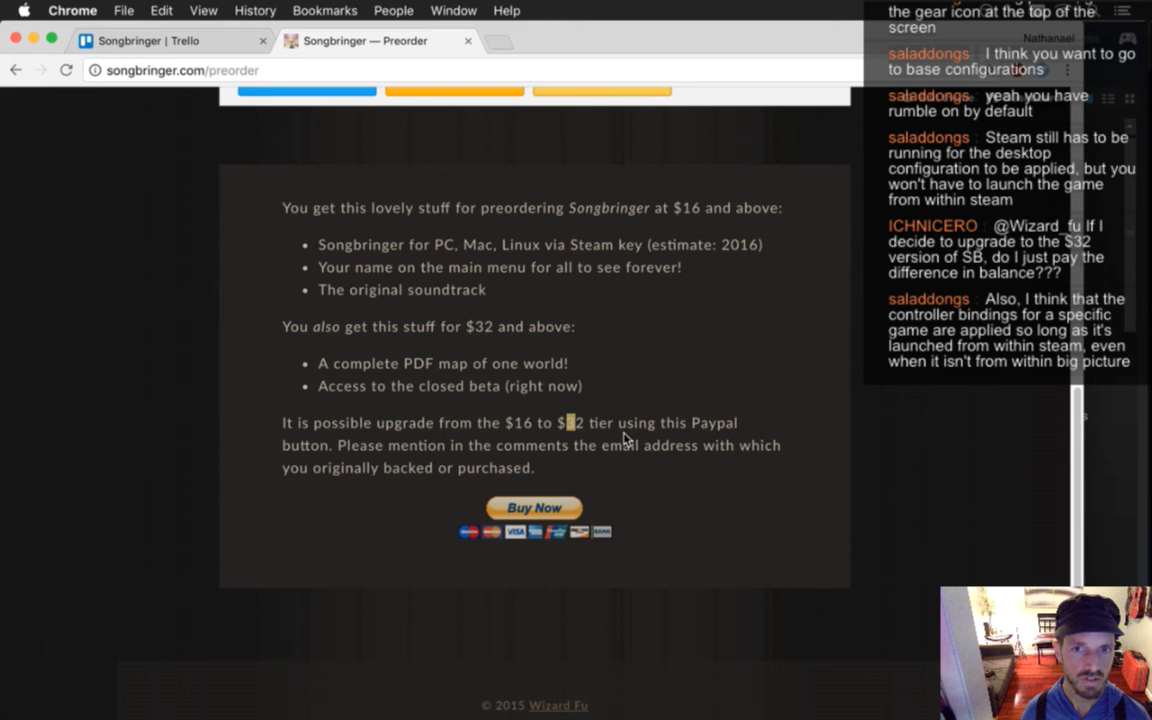 Chrome File Edit View History Bookmarks People Window Help
Songbringer | Trello
Songbringer — Preorder
Nathanael
songbringer.com/preorder
You get this lovely stuff for preordering Songbringer at $16 and above:
• Songbringer for PC, Mac, Linux via Steam key (estimate: 2016)
• Your name on the main menu for all to see forever!
• The original soundtrack
You also get this stuff for $32 and above:
• A complete PDF map of one world!
• Access to the closed beta (right now)
It is possible upgrade from the $16 to $32 tier using this Paypal
button. Please mention in the comments the email address with which
you originally backed or purchased.
Buy Now
VISA
BANK
© 2015 Wizard Fu
the gear icon at the top of the
screen
saladdongs : I think you want to go
to base configurations
saladdongs : yeah you have
rumble on by default
saladdongs : Steam still has to be
running for the desktop
configuration to be applied, but you
won't have to launch the game
from within steam
ICHNICERO : @Wizard_fu If I
decide to upgrade to the $32
version of SB, do I just pay the
difference in balance???
saladdongs : Also, I think that the
controller bindings for a specific
game are applied so long as it's
launched from within steam, even
when it isn't from within big picture